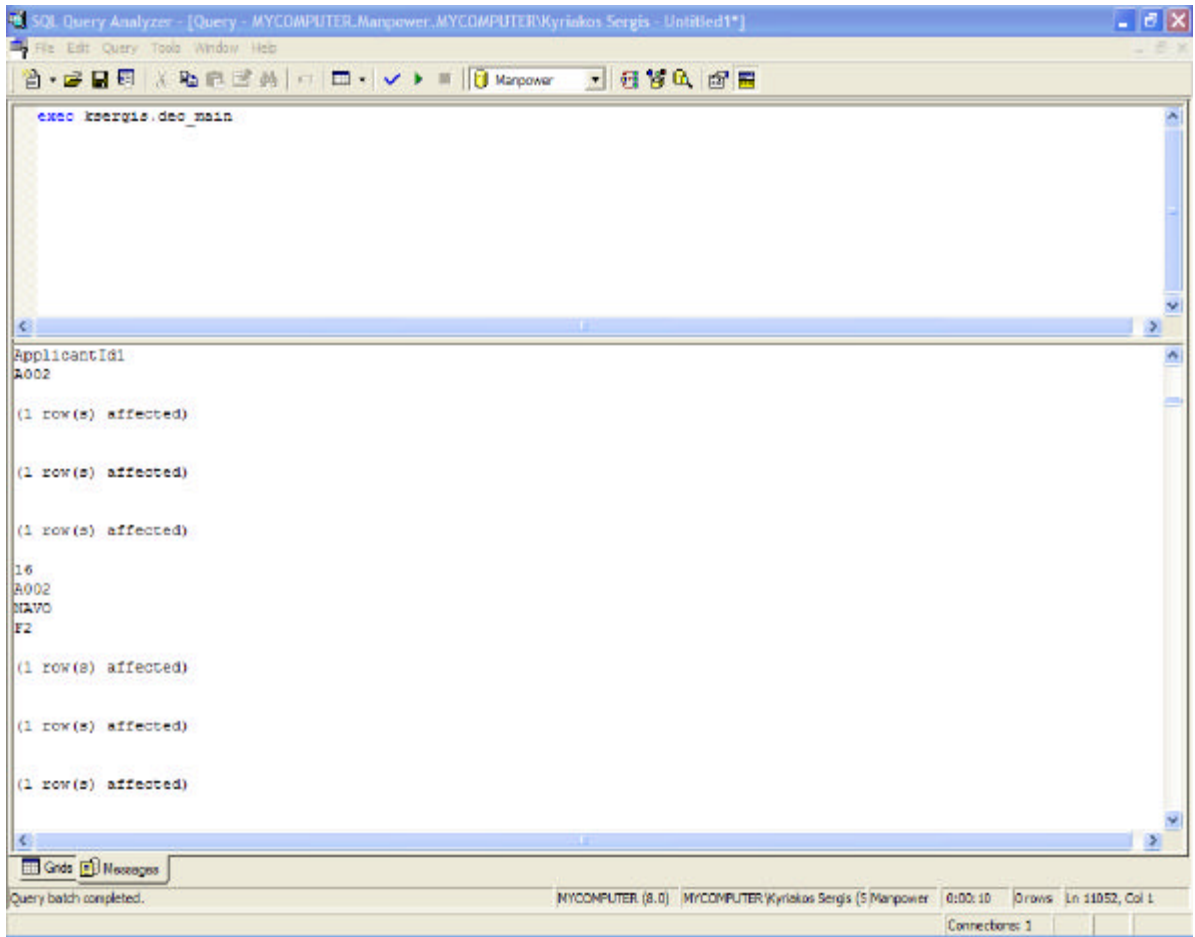 SQL Query Analyzer - [Query - MYCOMPUTER.Manpower.MYCOMPUTER\Kyriakos Sergis - Untitled1*]
File Edit Query Tools Window Help
Manpower
exec ksergis.dec_main
ApplicantId1
A002
(1 row(s) affected)
(1 row(s) affected)
(1 row(s) affected)
16
A002
NAVO
F2
(1 row(s) affected)
(1 row(s) affected)
(1 row(s) affected)
Grids Messages
Query batch completed. MYCOMPUTER (8.0) MYCOMPUTER\Kyriakos Sergis (5 Manpower 0:00:10 0 rows Ln 11052, Col 1
Connections: 1